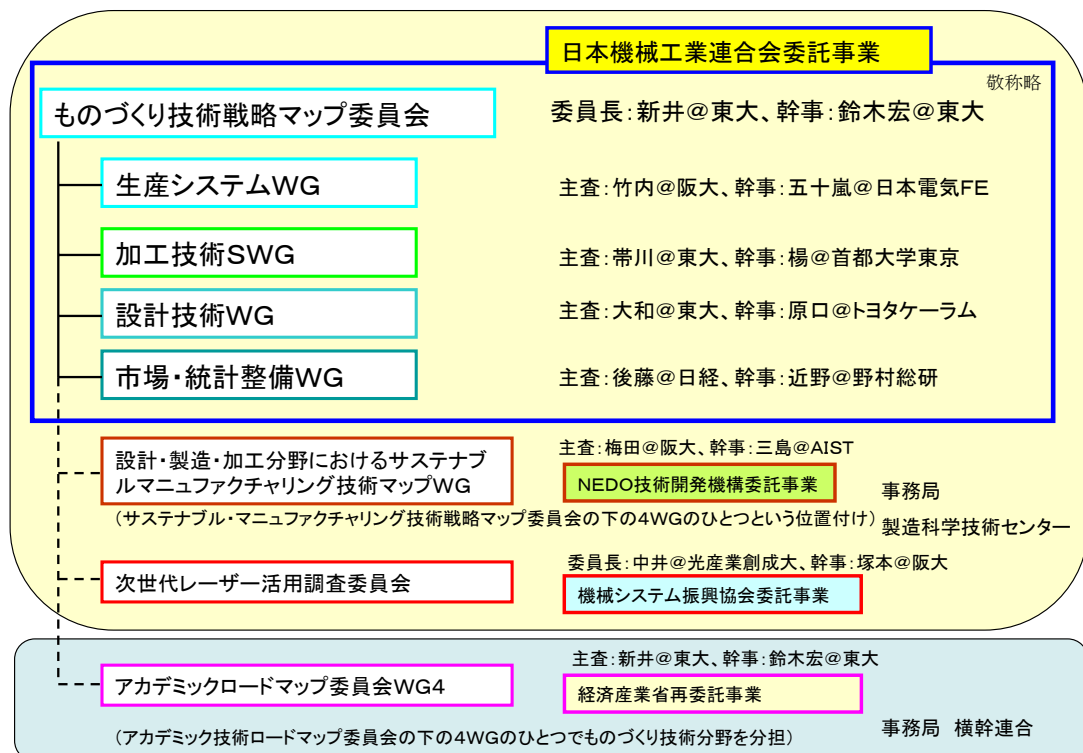 日本機械工業連合会委託事業
敬称略
ものづくり技術戦略マップ委員会
委員長:新井@東大、幹事:鈴木宏@東大
生産システムWG
主査:竹内@阪大、幹事:五十嵐@日本電気FE
加工技術SWG
主査:帯川@東大、幹事:楊@首都大学東京
設計技術WG
主査:大和@東大、幹事:原口@トヨタケーラム
市場・統計整備WG
主査:後藤@日経、幹事:近野@野村総研
設計・製造・加工分野におけるサステナブ
ルマニュファクチャリング技術マップWG
主査:梅田@阪大、幹事:三島@AIST
NEDO技術開発機構委託事業
(サステナブル・マニュファクチャリング技術戦略マップ委員会の下の4WGのひとつという位置付け)
事務局
製造科学技術センター
次世代レーザー活用調査委員会
委員長:中井@光産業創成大、幹事:塚本@阪大
機械システム振興協会委託事業
アカデミックロードマップ委員会WG4
主査:新井@東大、幹事:鈴木宏@東大
経済産業省再委託事業
(アカデミック技術ロードマップ委員会の下の4WGのひとつでものづくり技術分野を分担)
事務局 横幹連合